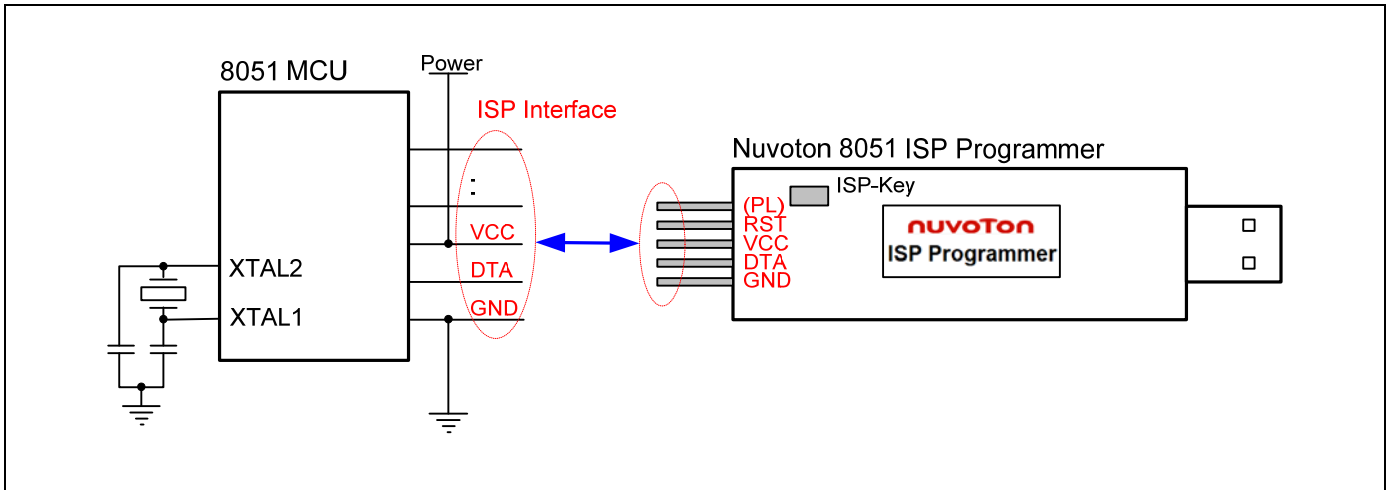 Power
8051 MCU
ISP Interface
VCC
DTA
GND
XTAL2
XTAL1
Nuvoton 8051 ISP Programmer
ISP-Key
(PL)
RST
VCC
DTA
GND
nuvoTon
ISP Programmer